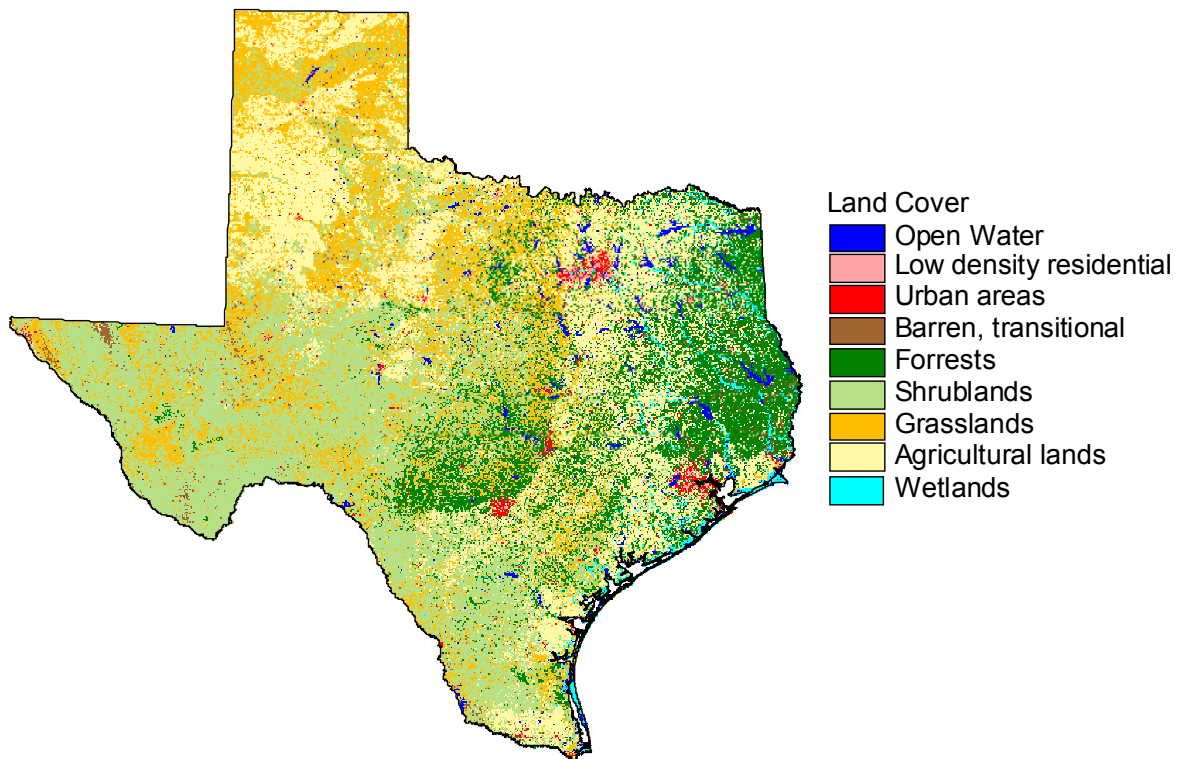 Land Cover
Open Water
Low density residential
Urban areas
Barren, transitional
Forrests
Shrublands
Grasslands
Agricultural lands
Wetlands